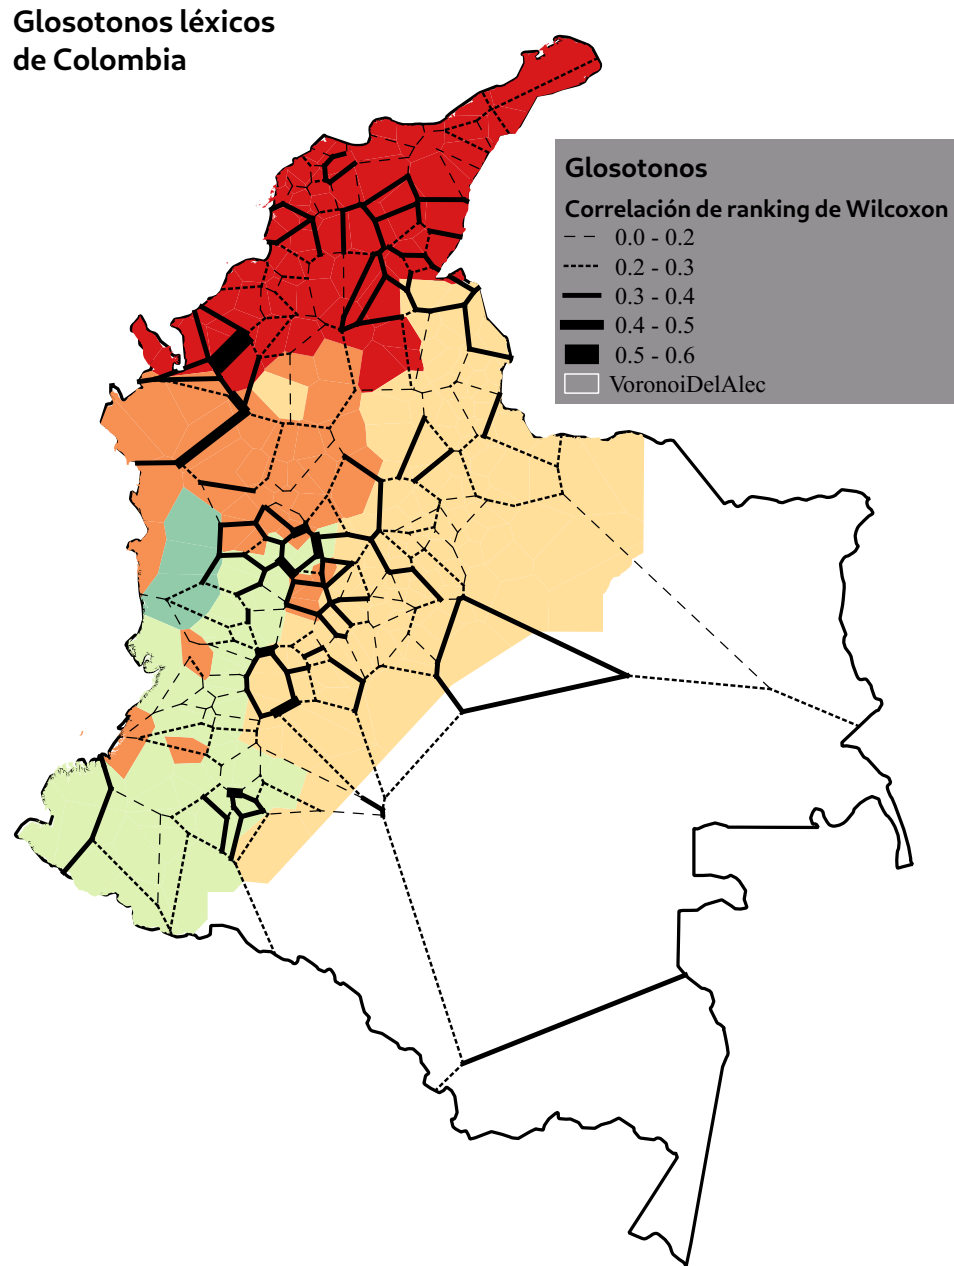 Glosotonos léxicos
de Colombia
Glosotonos
Correlación de ranking de Wilcoxon
0.0 - 0.2
0.2 - 0.3
0.3 - 0.4
0.4 - 0.5
0.5 - 0.6
VoronoiDelAlec